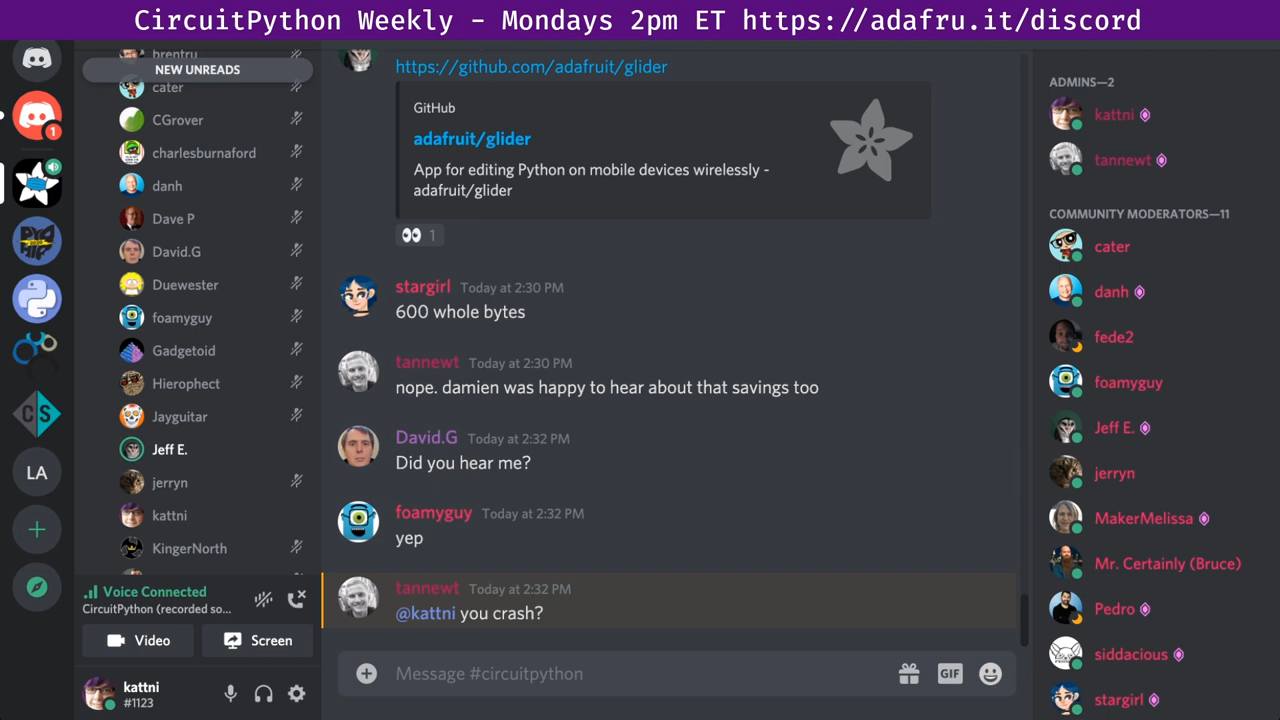 CircuitPython Weekly - Mondays 2pm ET https://adafru.it/discord
1
LA
brentru
NEW UNREADS
cater
CGrover
charlesburnaford
danh
Dave P
David.G
Duewester
foamyguy
Gadgetoid
Hierophect
Jayguitar
Jeff E.
jerryn
kattni
KingerNorth
Voice Connected
CircuitPython (recorded so...
Video
Screen
kattni
#1123
https://github.com/adafruit/glider
GitHub
adafruit/glider
App for editing Python on mobile devices wirelessly -
adafruit/glider
1
stargirl Today at 2:30 PM
600 whole bytes
tannewt Today at 2:30 PM
nope. damien was happy to hear about that savings too
David.G Today at 2:32 PM
Did you hear me?
foamyguy Today at 2:32 PM
yep
tannewt Today at 2:32 PM
@kattni you crash?
Message #circuitpython
GIF
ADMINS—2
kattni
tannewt
COMMUNITY MODERATORS—11
cater
danh
fede2
foamyguy
Jeff E.
jerryn
MakerMelissa
Mr. Certainly (Bruce)
Pedro
siddacious
stargirl